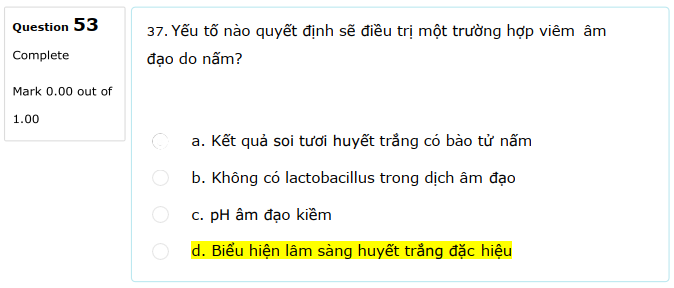 Question 53
Complete
Mark 0.00 out of
1.00
37. Yếu tố nào quyết định sẽ điều trị một trường hợp viêm âm
đạo do nấm?
a. Kết quả soi tươi huyết trắng có bào tử nấm
b. Không có lactobacillus trong dịch âm đạo
c. pH âm đạo kiềm
d. Biểu hiện lâm sàng huyết trắng đặc hiệu